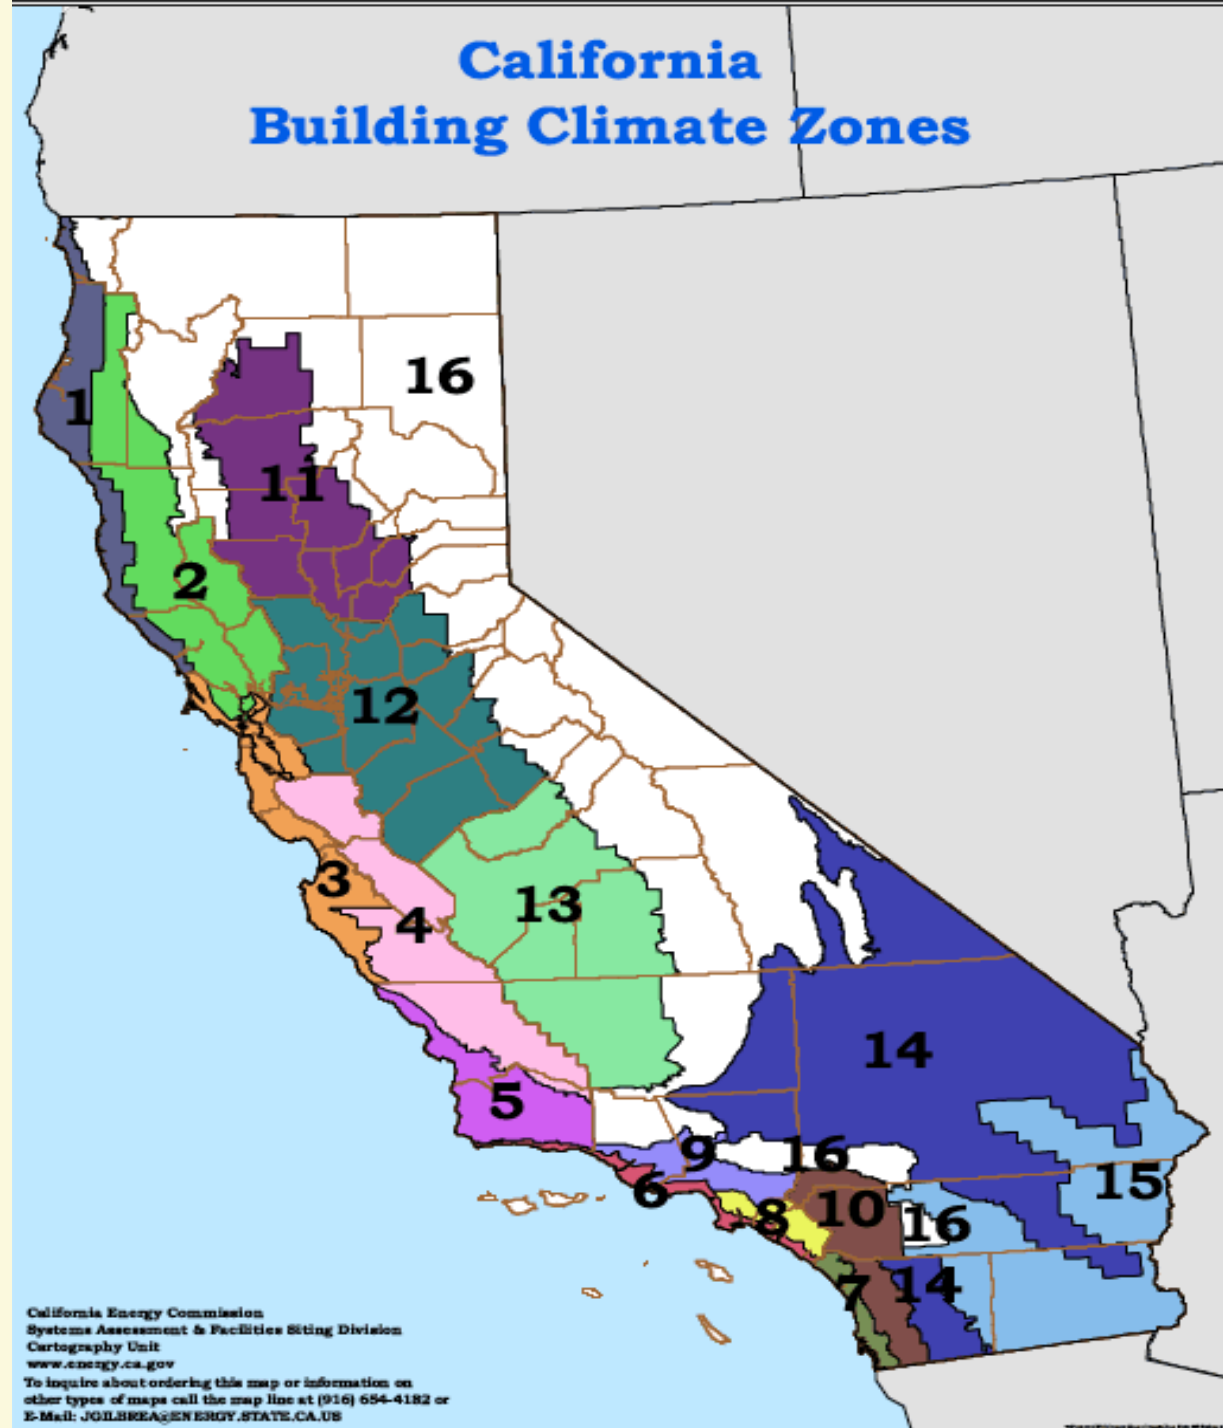 California
Building Climate Zones
16
1
11
2
12
3
4
13
14
5
9
16
6
8
10
16
15
7
14
California Energy Commission
Systems Assessment & Facilities Siting Division
Cartography Unit
www.energy.ca.gov
To inquire about ordering this map or information on
other types of maps call the map line at (916) 654-4182 or
E-Mail: JGILBREA@ENERGY.STATE.CA.US